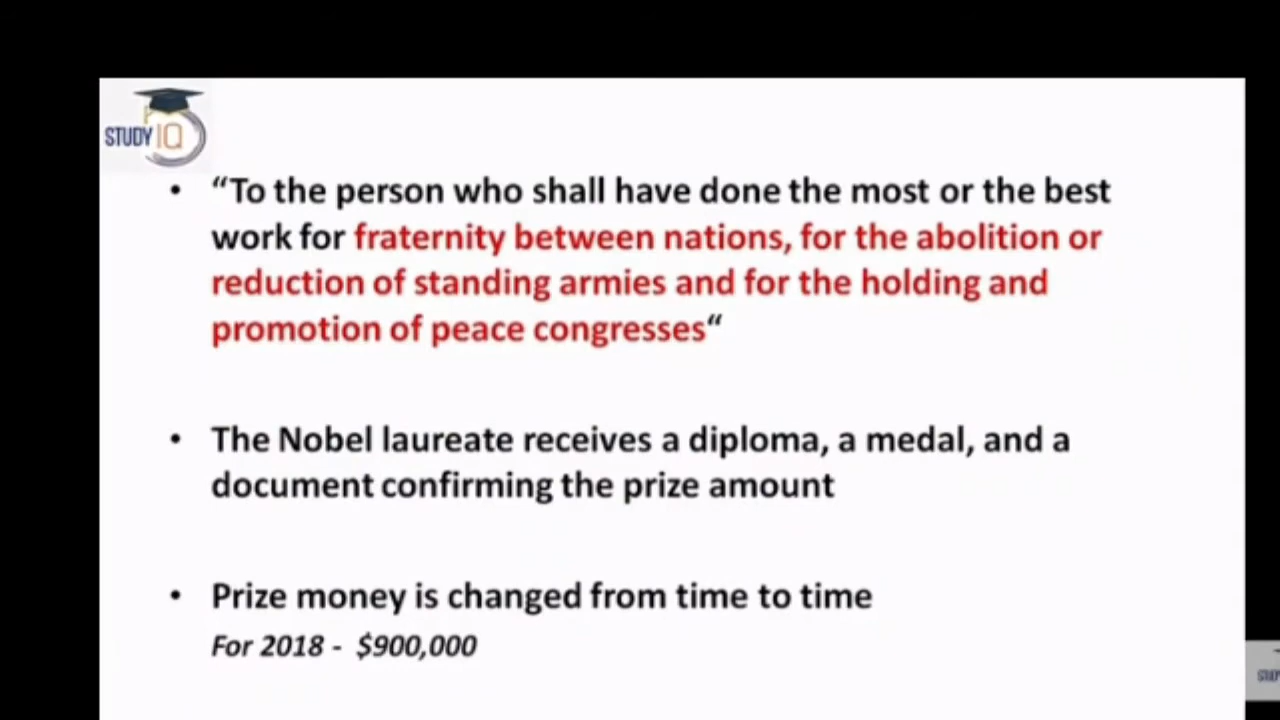 STUDY IQ
• “To the person who shall have done the most or the best
work for fraternity between nations, for the abolition or
reduction of standing armies and for the holding and
promotion of peace congresses“
• The Nobel laureate receives a diploma, a medal, and a
document confirming the prize amount
• Prize money is changed from time to time
For 2018 - $900,000